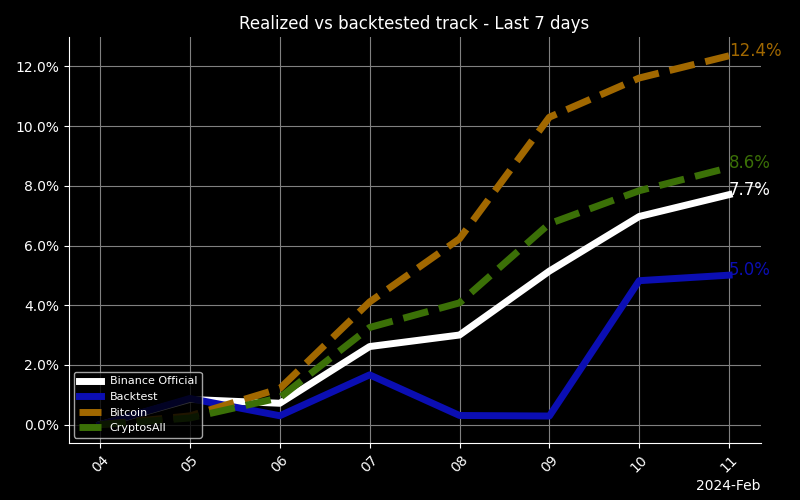 Realized vs backtested track - Last 7 days
12.4%
12.0%
10.0%
8.6%
8.0%
7.7%
6.0%
5.0%
4.0%
2.0%
0.0%
Binance Official
Backtest
Bitcoin
CryptosAll
04 05 06 07 08 09 10 11
2024-Feb